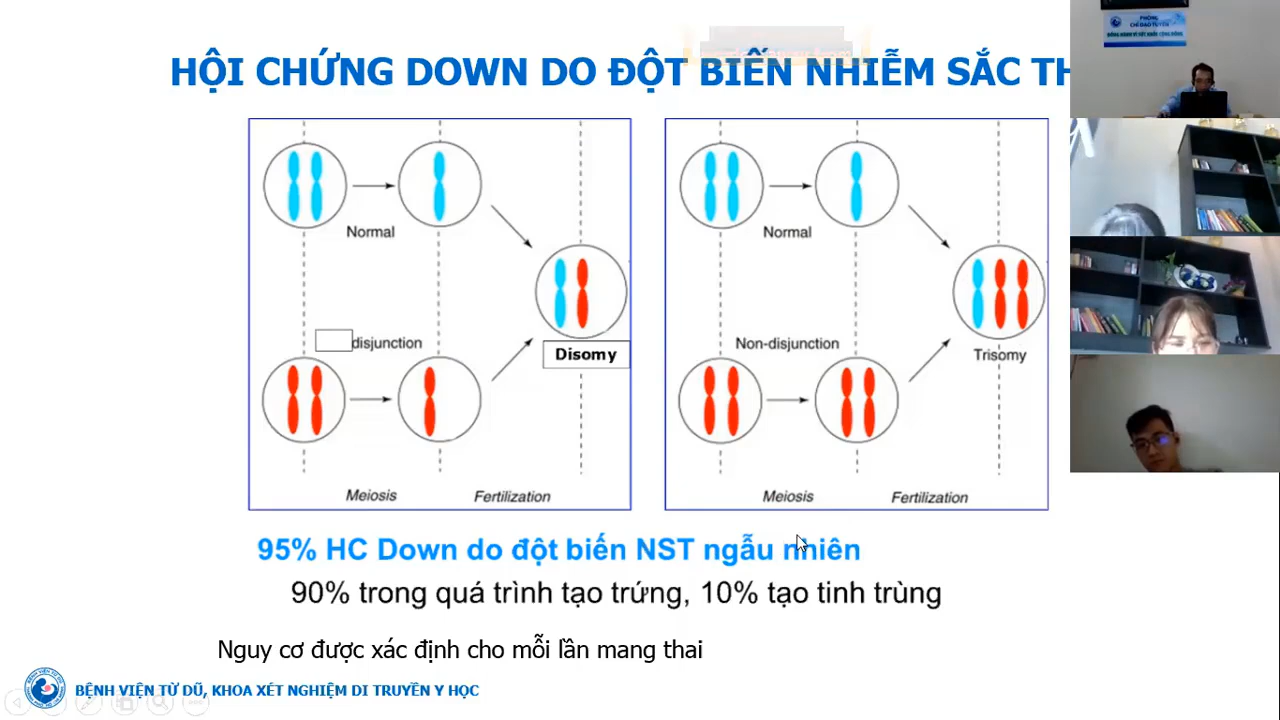 HỘI CHỨNG DOWN DO ĐỘT BIẾN NHIỄM SẮC TH
Normal
disjunction
Disomy
Meiosis
Fertilization
Normal
Non-disjunction
Trisomy
Meiosis
Fertilization
95% HC Down do đột biến NST ngẫu nhiên
90% trong quá trình tạo trứng, 10% tạo tinh trùng
Nguy cơ được xác định cho mỗi lần mang thai
BỆNH VIỆN TỪ DŨ, KHOA XÉT NGHIỆM DI TRUYỀN Y HỌC
PHÒNG
CHỈ ĐẠO TUYẾN